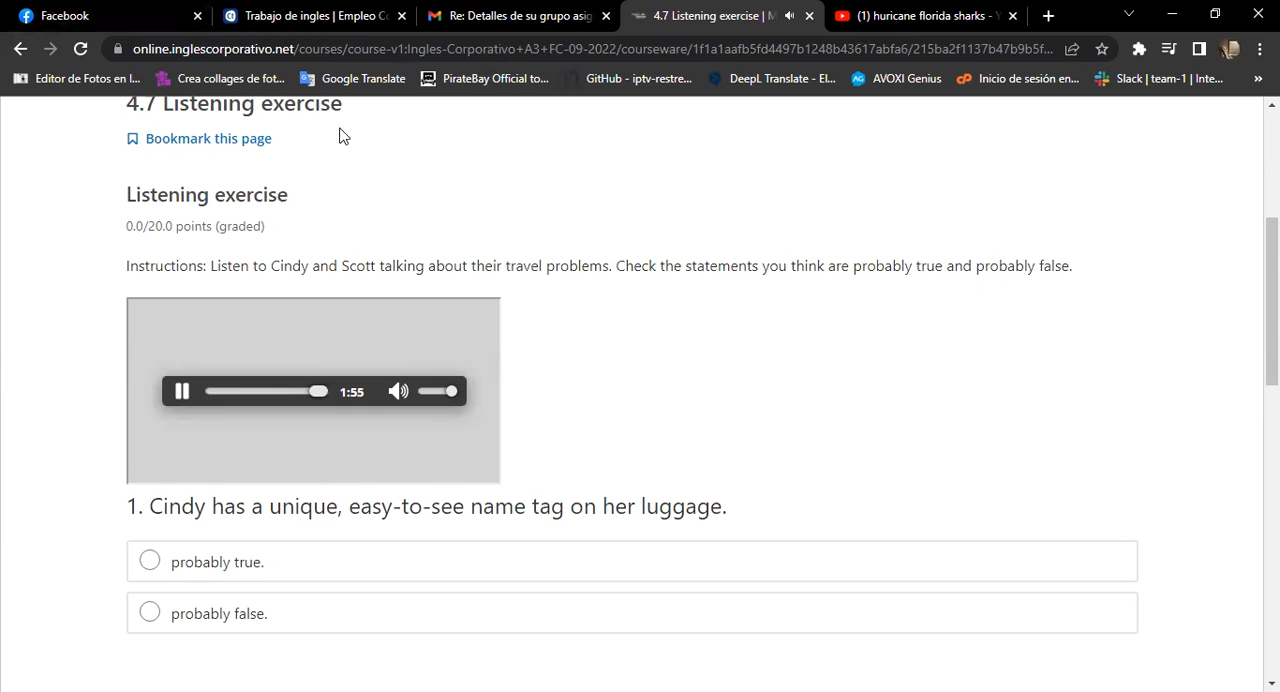 Facebook
Trabajo de ingles | Empleo Co
Re: Detalles de su grupo asig
4.7 Listening exercise | M
(1) huricane florida sharks - Y
online.inglescorporativo.net/courses/course-v1:Ingles-Corporativo+A3+FC-09-2022/courseware/1f1a1aafb5fd4497b1248b43617abfa6/215ba2f1137b47b9b5f...
Editor de Fotos en l...
Crea collages de fot...
Google Translate
PirateBay Official to...
GitHub - iptv-restre...
DeepL Translate - El...
AVOXI Genius
Inicio de sesión en...
Slack | team-1 | Inte...
»
4.7 Listening exercise
Bookmark this page
Listening exercise
0.0/20.0 points (graded)
Instructions: Listen to Cindy and Scott talking about their travel problems. Check the statements you think are probably true and probably false.
1:55
1. Cindy has a unique, easy-to-see name tag on her luggage.
probably true.
probably false.